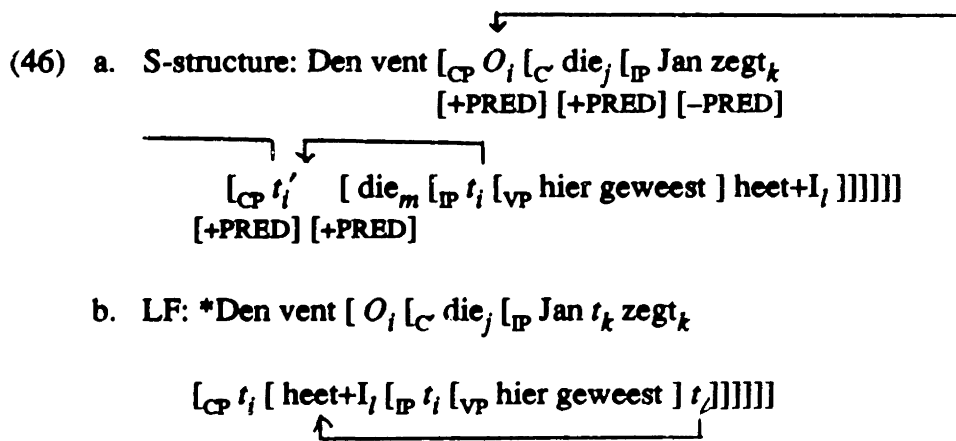 (46) a. S-structure: Den vent [CP Oi [C' diej [IP Jan zegtk
[+PRED] [+PRED] [–PRED]
[CP ti′ [ diem [IP ti [VP hier geweest ] heet+Il ]]]]]]
[+PRED] [+PRED]
b. LF: *Den vent [ Oi [C' diej [IP Jan tk zegtk
[CP ti [ heet+Il [IP ti [VP hier geweest ] tl]]]]]]